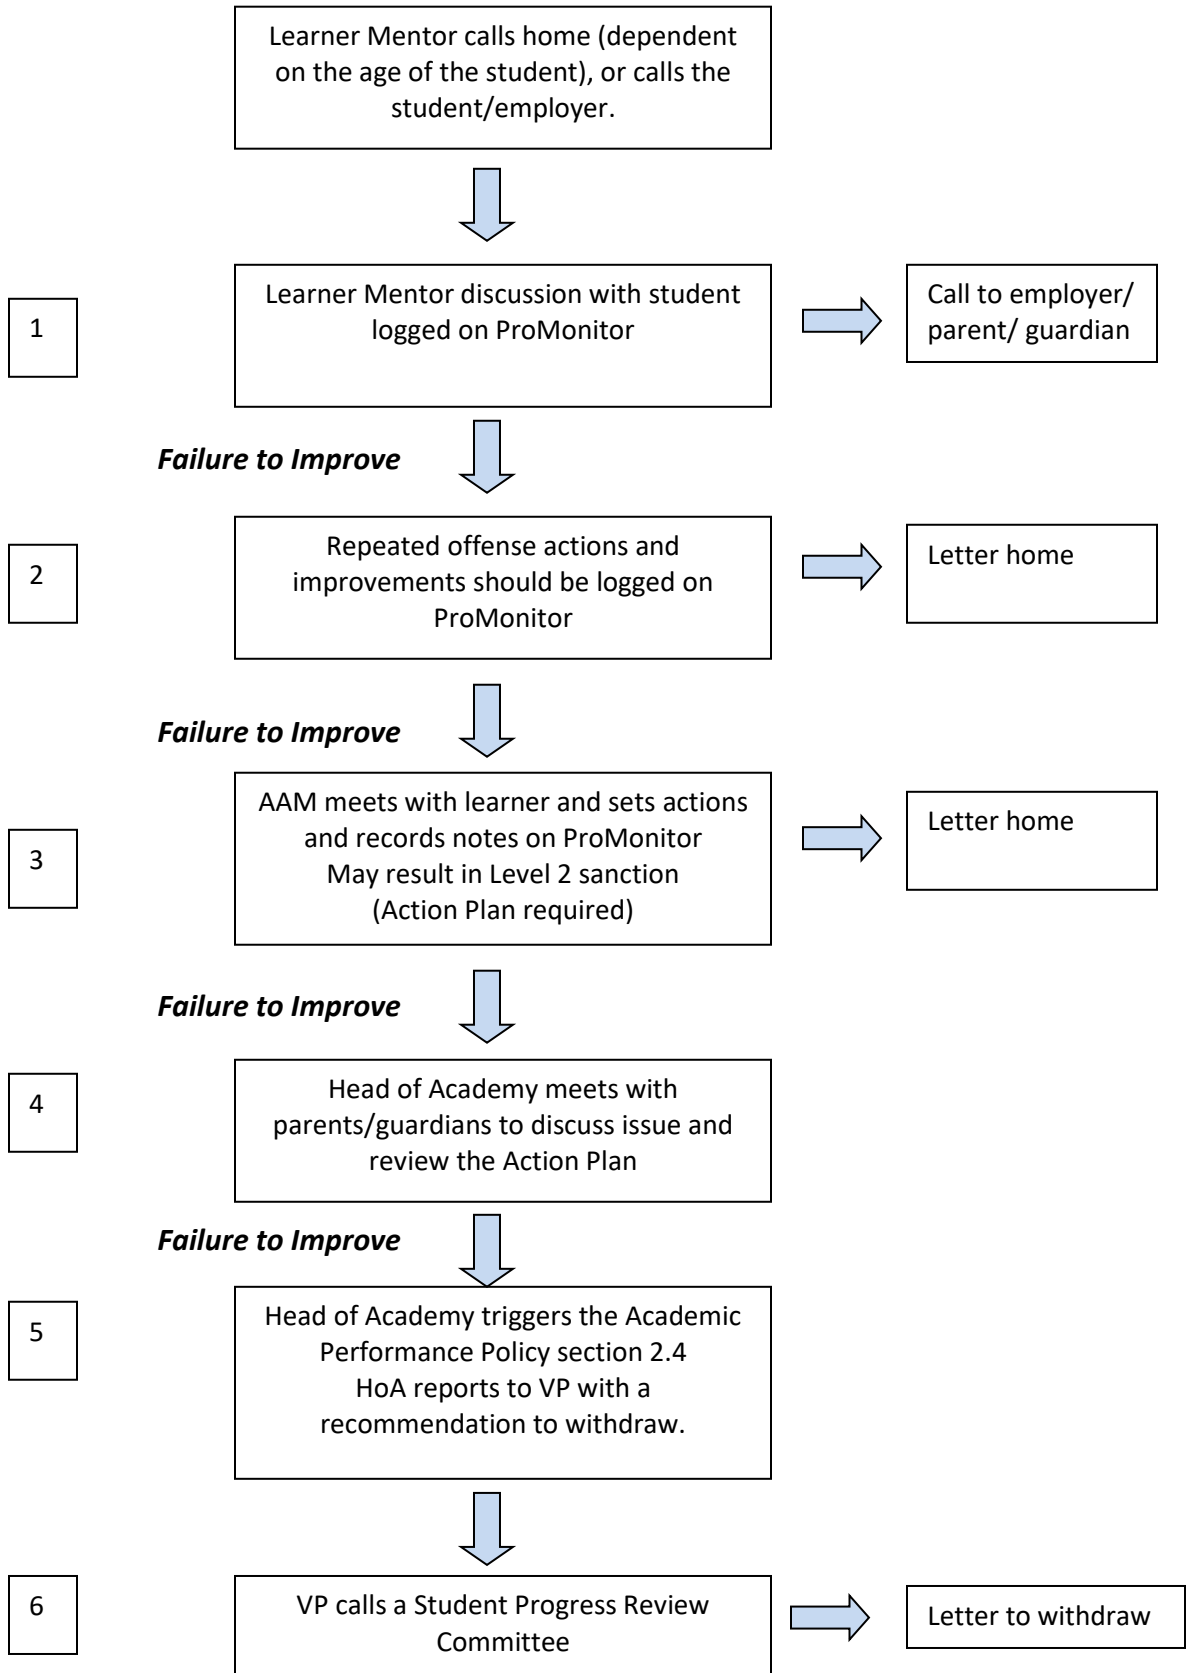 Learner Mentor calls home (dependent
on the age of the student), or calls the
student/employer.
1
Learner Mentor discussion with student
logged on ProMonitor
Call to employer/
parent/ guardian
Failure to Improve
2
Repeated offense actions and
improvements should be logged on
ProMonitor
Letter home
Failure to Improve
3
AAM meets with learner and sets actions
and records notes on ProMonitor
May result in Level 2 sanction
(Action Plan required)
Letter home
Failure to Improve
4
Head of Academy meets with
parents/guardians to discuss issue and
review the Action Plan
Failure to Improve
5
Head of Academy triggers the Academic
Performance Policy section 2.4
HoA reports to VP with a
recommendation to withdraw.
6
VP calls a Student Progress Review
Committee
Letter to withdraw